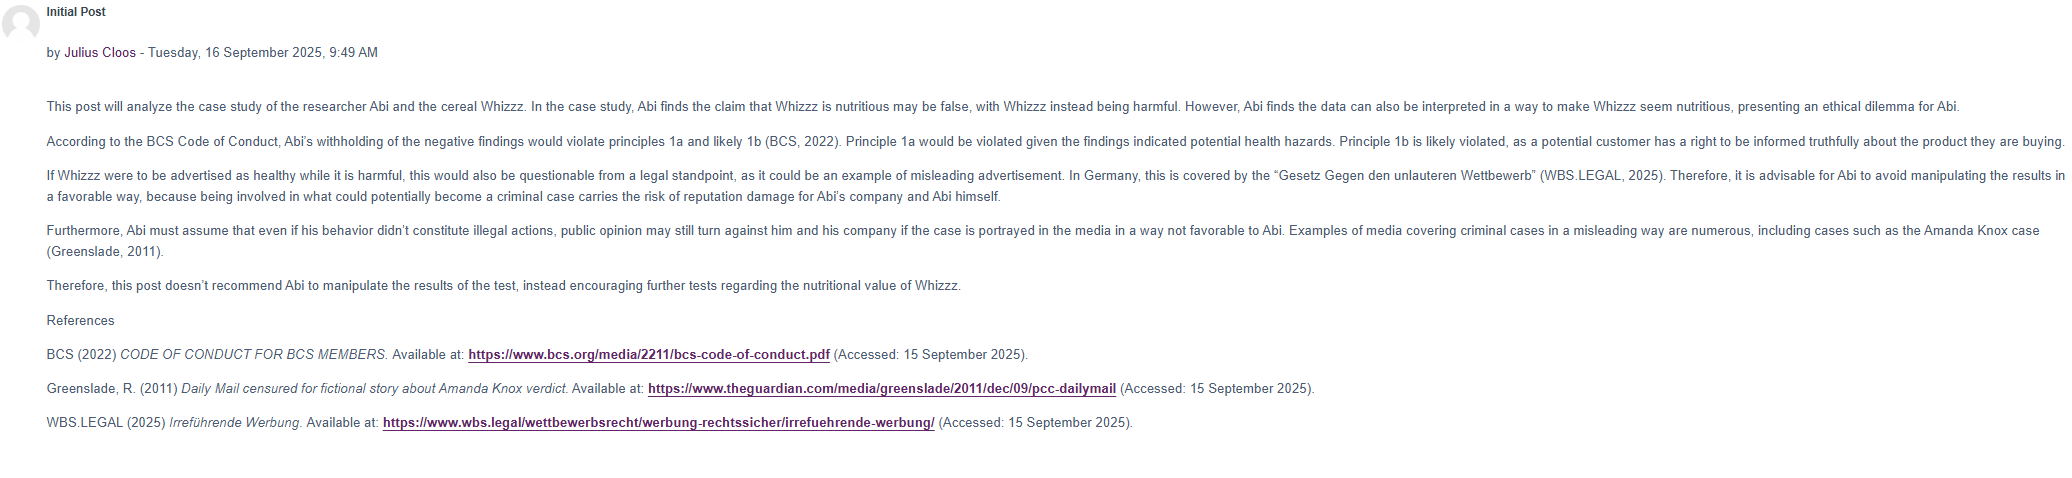 Initial Post
by Julius Cloos - Tuesday, 16 September 2025, 9:49 AM
This post will analyze the case study of the researcher Abi and the cereal Whizzz. In the case study, Abi finds the claim that Whizzz is nutritious may be false, with Whizzz instead being harmful. However, Abi finds the data can also be interpreted in a way to make Whizzz seem nutritious, presenting an ethical dilemma for Abi.
According to the BCS Code of Conduct, Abi's withholding of the negative findings would violate principles 1a and likely 1b (BCS, 2022). Principle 1a would be violated given the findings indicated potential health hazards. Principle 1b is likely violated, as a potential customer has a right to be informed truthfully about the product they are buying.
If Whizzz were to be advertised as healthy while it is harmful, this would also be questionable from a legal standpoint, as it could be an example of misleading advertisement. In Germany, this is covered by the “Gesetz Gegen den unlauteren Wettbewerb” (WBS.LEGAL, 2025). Therefore, it is advisable for Abi to avoid manipulating the results in
a favorable way, because being involved in what could potentially become a criminal case carries the risk of reputation damage for Abi's company and Abi himself.
Furthermore, Abi must assume that even if his behavior didn't constitute illegal actions, public opinion may still turn against him and his company if the case is portrayed in the media in a way not favorable to Abi. Examples of media covering criminal cases in a misleading way are numerous, including cases such as the Amanda Knox case
(Greenslade, 2011).
Therefore, this post doesn't recommend Abi to manipulate the results of the test, instead encouraging further tests regarding the nutritional value of Whizzz.
References
BCS (2022) CODE OF CONDUCT FOR BCS MEMBERS. Available at: https://www.bcs.org/media/2211/bcs-code-of-conduct.pdf (Accessed: 15 September 2025).
Greenslade, R. (2011) Daily Mail censured for fictional story about Amanda Knox verdict. Available at: https://www.theguardian.com/media/greenslade/2011/dec/09/pcc-dailymail (Accessed: 15 September 2025).
WBS.LEGAL (2025) Irreführende Werbung. Available at: https://www.wbs.legal/wettbewerbsrecht/werbung-rechtssicher/irrefuehrende-werbung/ (Accessed: 15 September 2025).